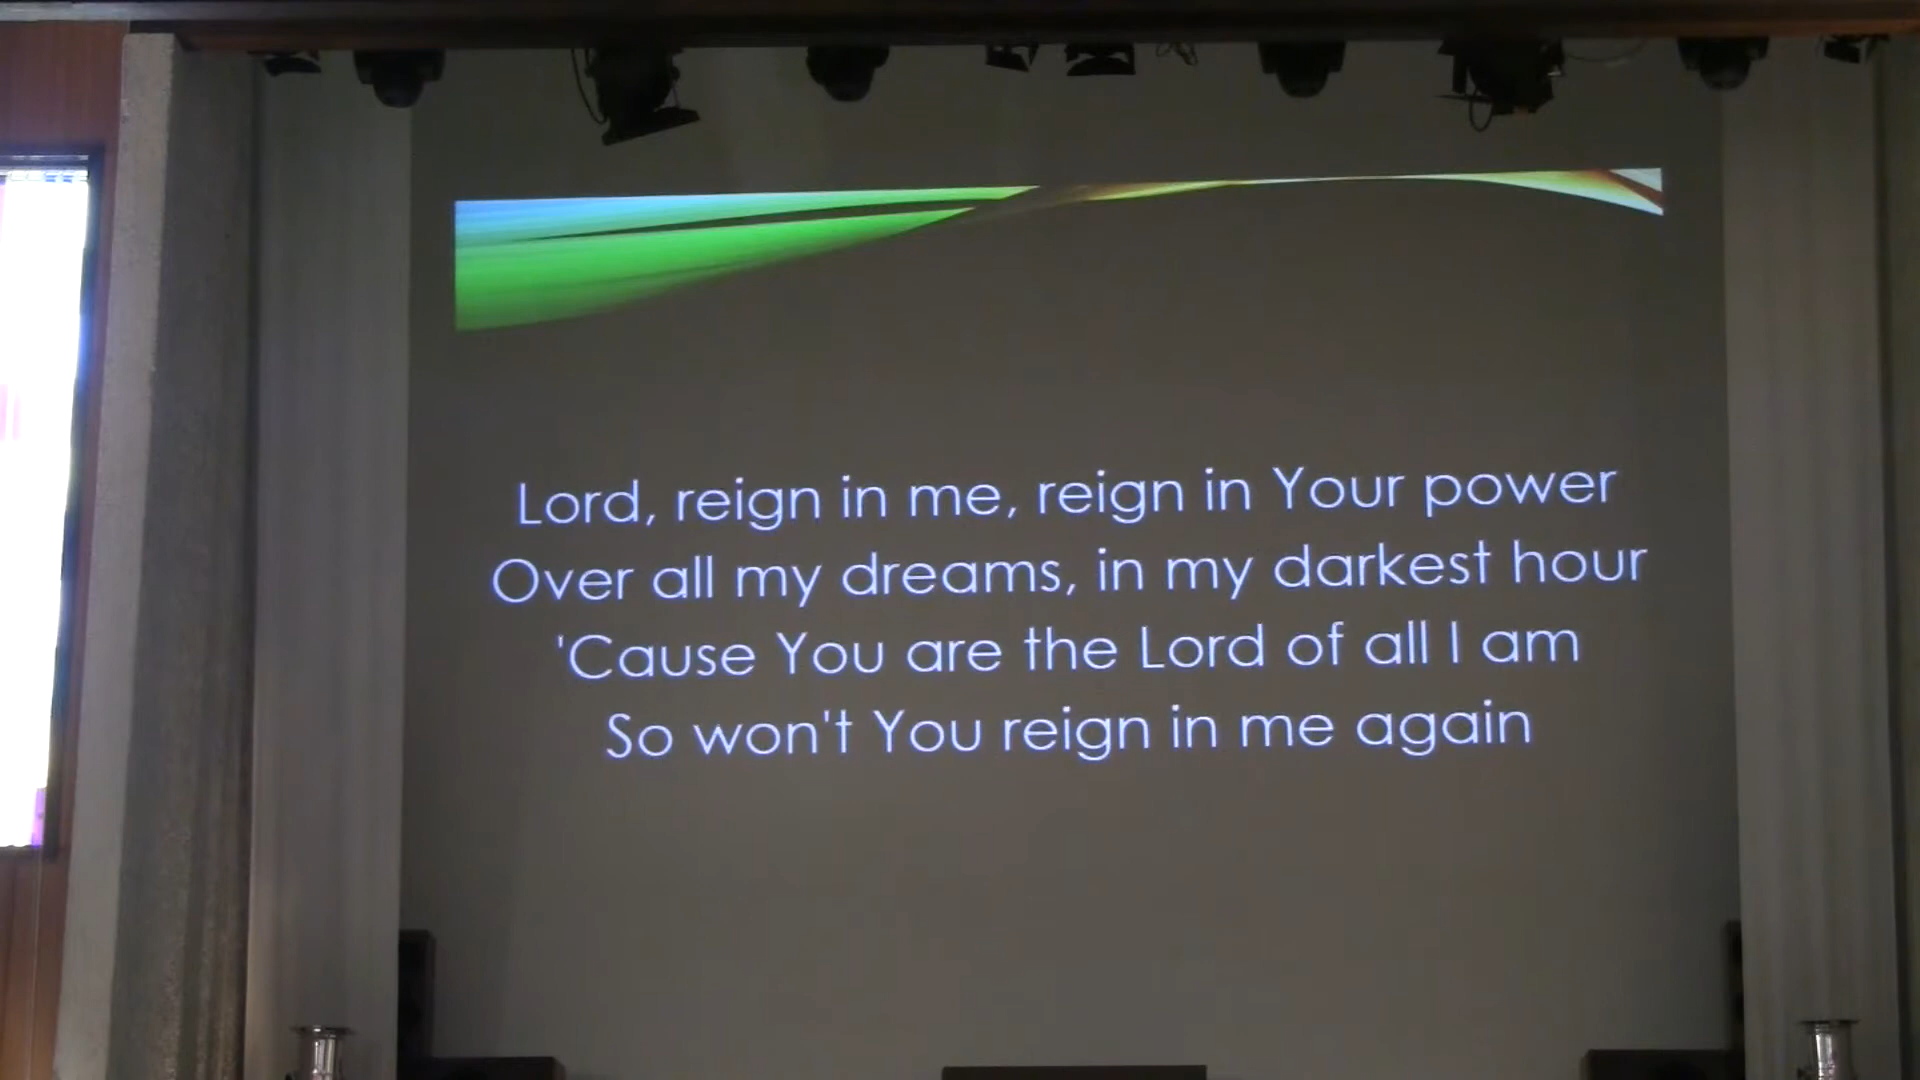 Lord, reign in me, reign in Your power
Over all my dreams, in my darkest hour
'Cause You are the Lord of all I am
So won't You reign in me again